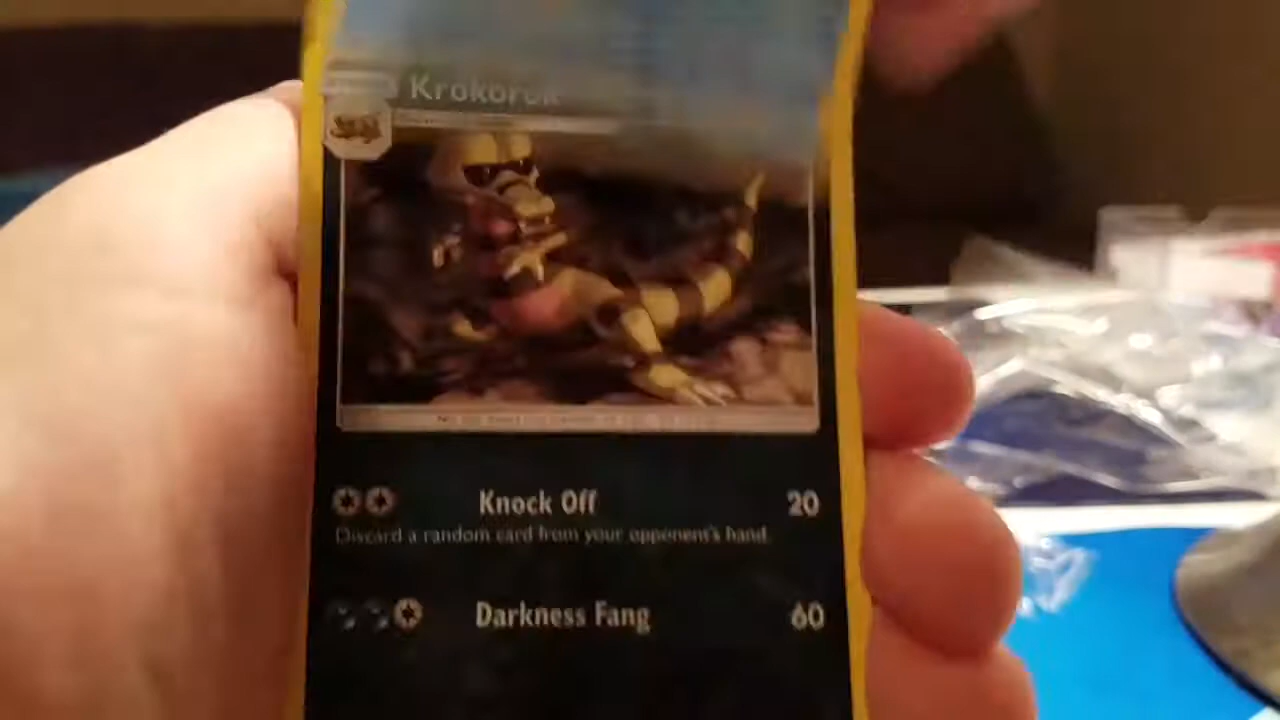 Krokorok
Knock Off 20
Discard a random card from your opponent's hand.
Darkness Fang 60